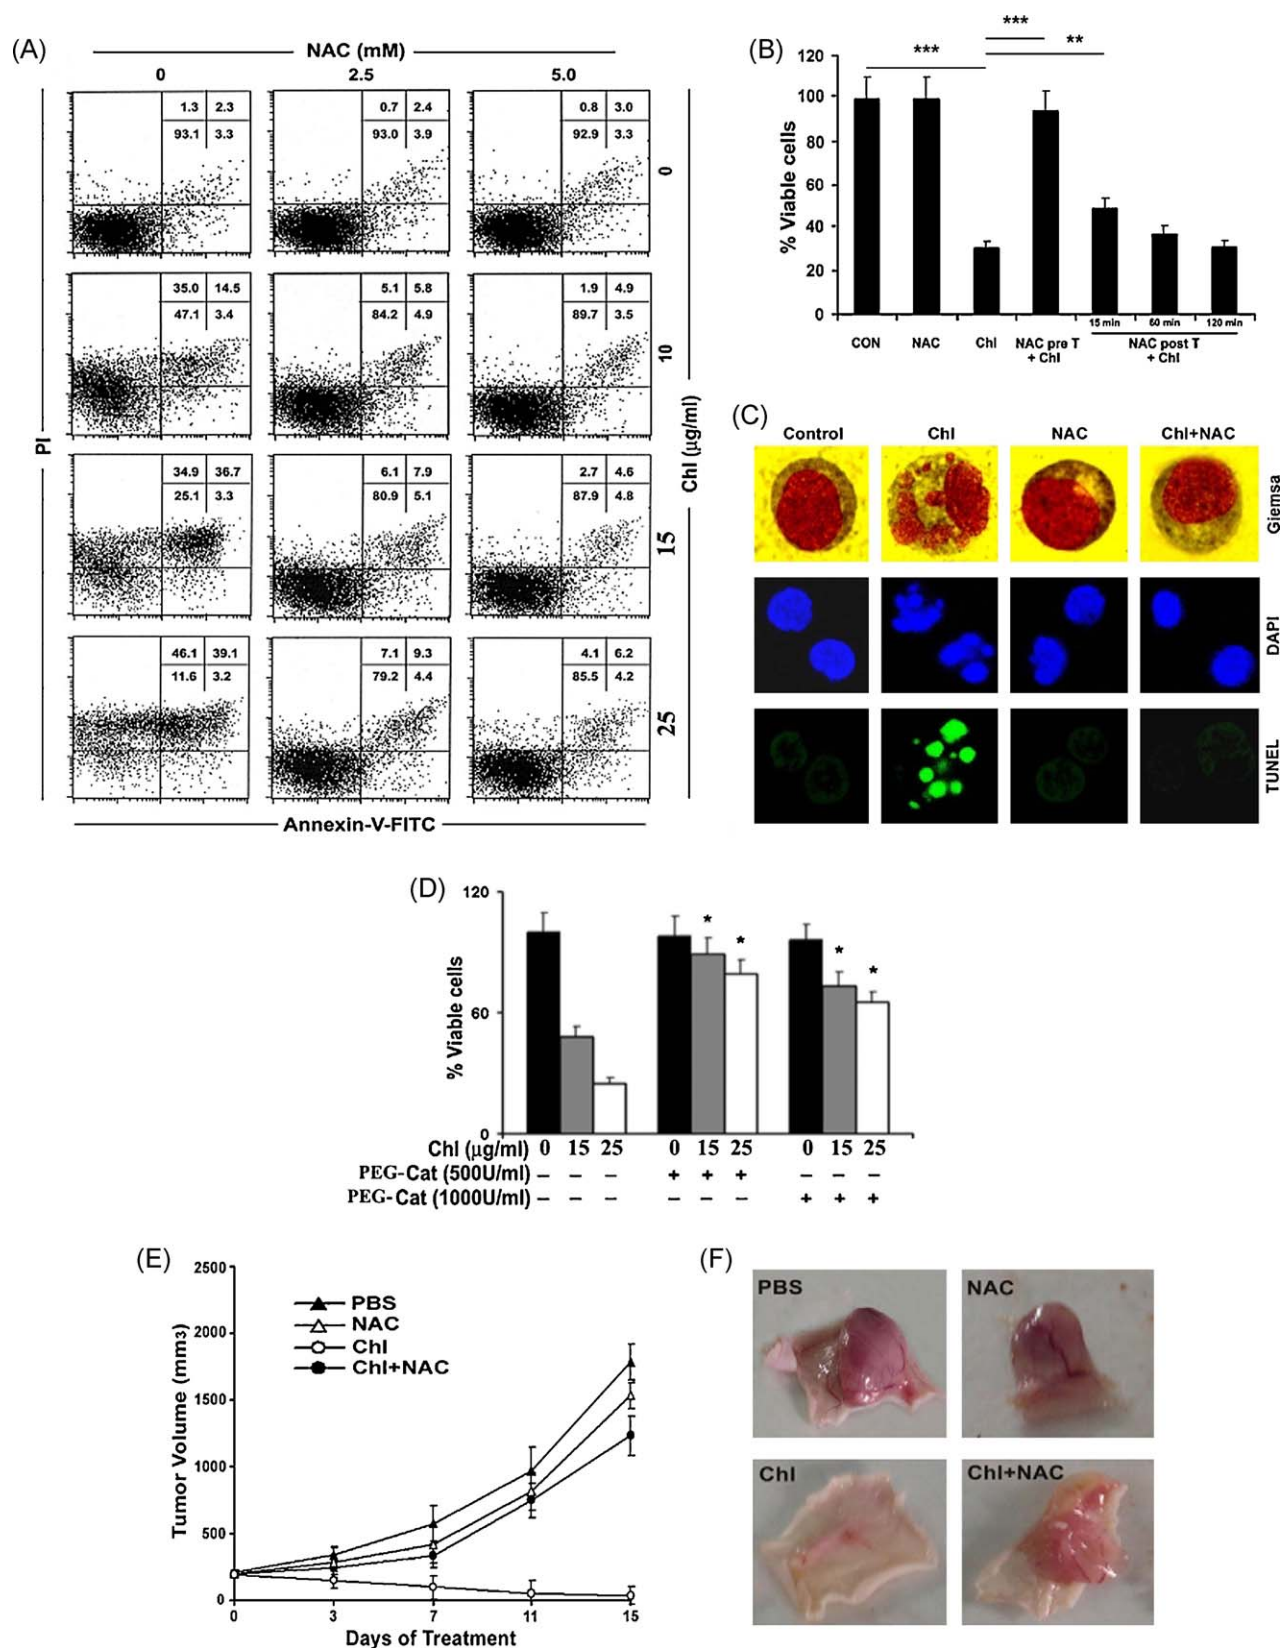 (A)
NAC (mM)
0 2.5 5.0
1.3 2.3 0.7 2.4 0.8 3.0
93.1 3.3 93.0 3.9 92.9 3.3
0
35.0 14.5 5.1 5.8 1.9 4.9
47.1 3.4 84.2 4.9 89.7 3.5
10
34.9 36.7 6.1 7.9 2.7 4.6
25.1 3.3 80.9 5.1 87.9 4.8
15
46.1 39.1 7.1 9.3 4.1 6.2
11.6 3.2 79.2 4.4 85.5 4.2
25
PI
Chl (µg/ml)
Annexin-V-FITC
(B)
***
*** **
120
100
80
60
40
20
0
% Viable cells
15 min 60 min 120 min
CON NAC Chl NAC pre T NAC post T
+ Chl + Chl
(C)
Control Chl NAC Chl+NAC
Giemsa
DAPI
TUNEL
(D)
120
60
0
% Viable cells
* * * *
Chl (µg/ml) 0 15 25 0 15 25 0 15 25
PEG-Cat (500U/ml) – – – + + +
PEG-Cat (1000U/ml) – – – + + +
(E)
2500
2000
1500
1000
500
0
Tumor Volume (mm3)
PBS
NAC
Chl
Chl+NAC
0 3 7 11 15
Days of Treatment
(F)
PBS NAC
Chl Chl+NAC